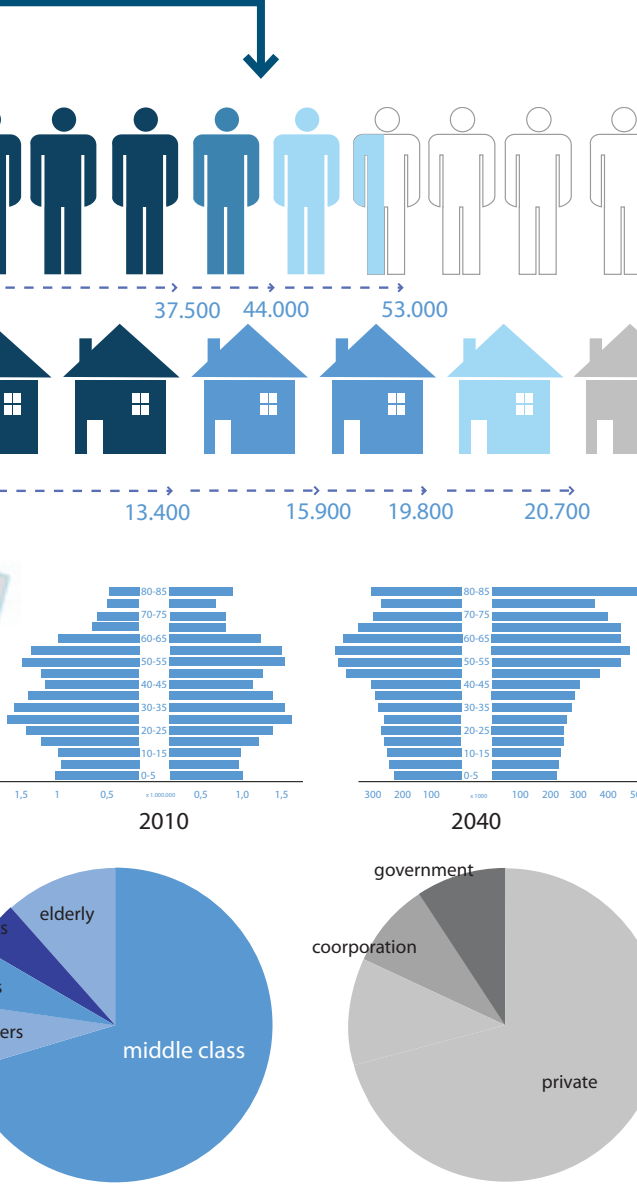 37.500 44.000 53.000
13.400 15.900 19.800 20.700
80-85 80-85
70-75 70-75
60-65 60-65
50-55 50-55
40-45 40-45
30-35 30-35
20-25 20-25
10-15 10-15
0-5 0-5
1,5 1 0,5 x 1.000.000 0,5 1,0 1,5 300 200 100 x 1000 100 200 300 400
2010 2040
government
elderly
coorporation
middle class
private